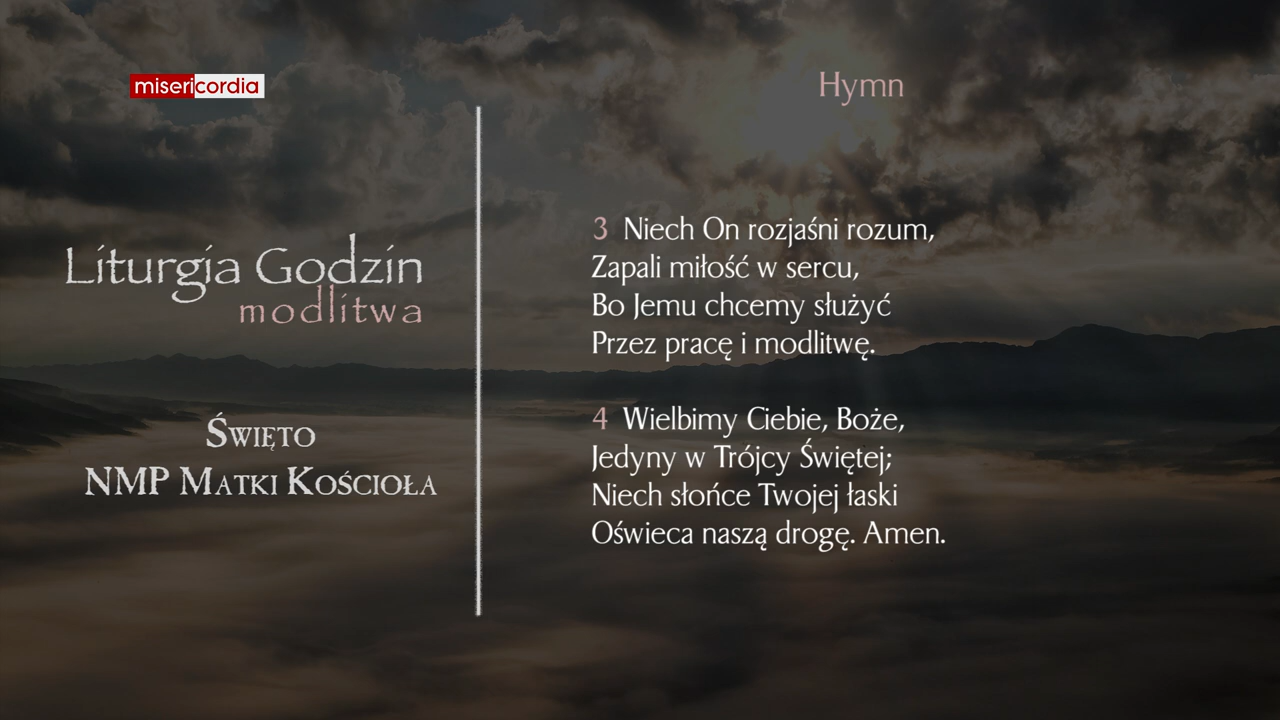 misericordia
Liturgia Godzin
modlitwa
Święto
NMP Matki Kościoła
Hymn
3 Niech On rozjaśni rozum,
Zapali miłość w sercu,
Bo Jemu chcemy służyć
Przez pracę i modlitwę.
4 Wielbimy Ciebie, Boże,
Jedyny w Trójcy Świętej;
Niech słońce Twojej łaski
Oświeca naszą drogę. Amen.